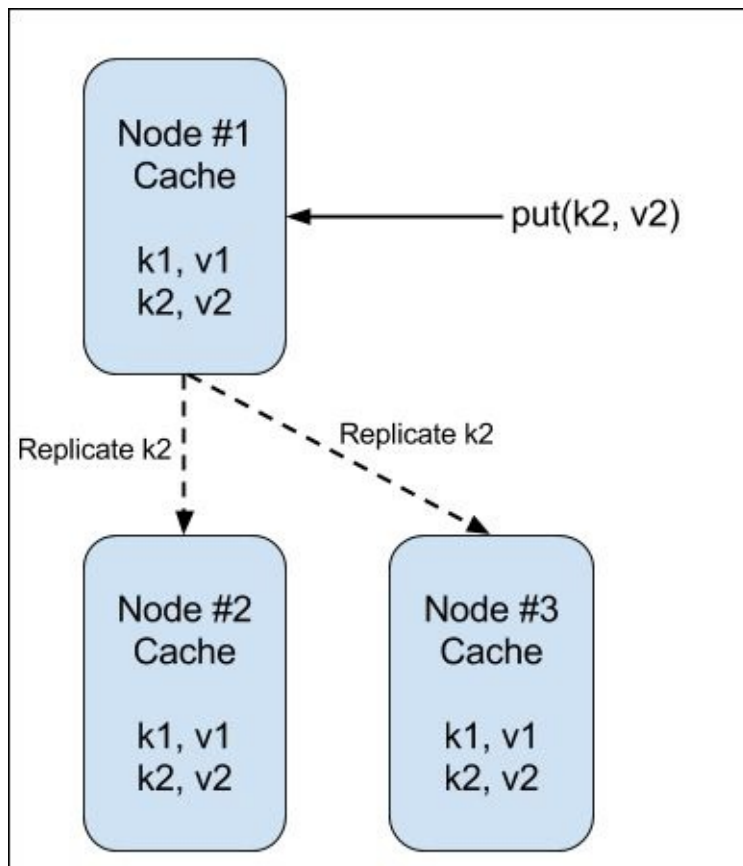 Node #1
Cache
k1, v1
k2, v2
put(k2, v2)
Replicate k2
Replicate k2
Node #2
Cache
k1, v1
k2, v2
Node #3
Cache
k1, v1
k2, v2